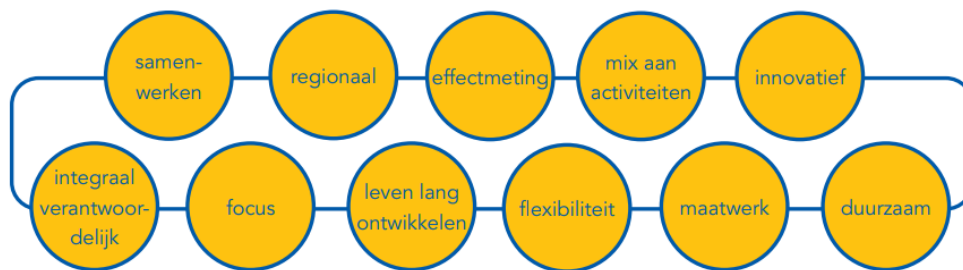 samen-
werken
regionaal
effectmeting
mix aan
activiteiten
innovatief
integraal
verantwoor-
delijk
focus
leven lang
ontwikkelen
flexibiliteit
maatwerk
duurzaam